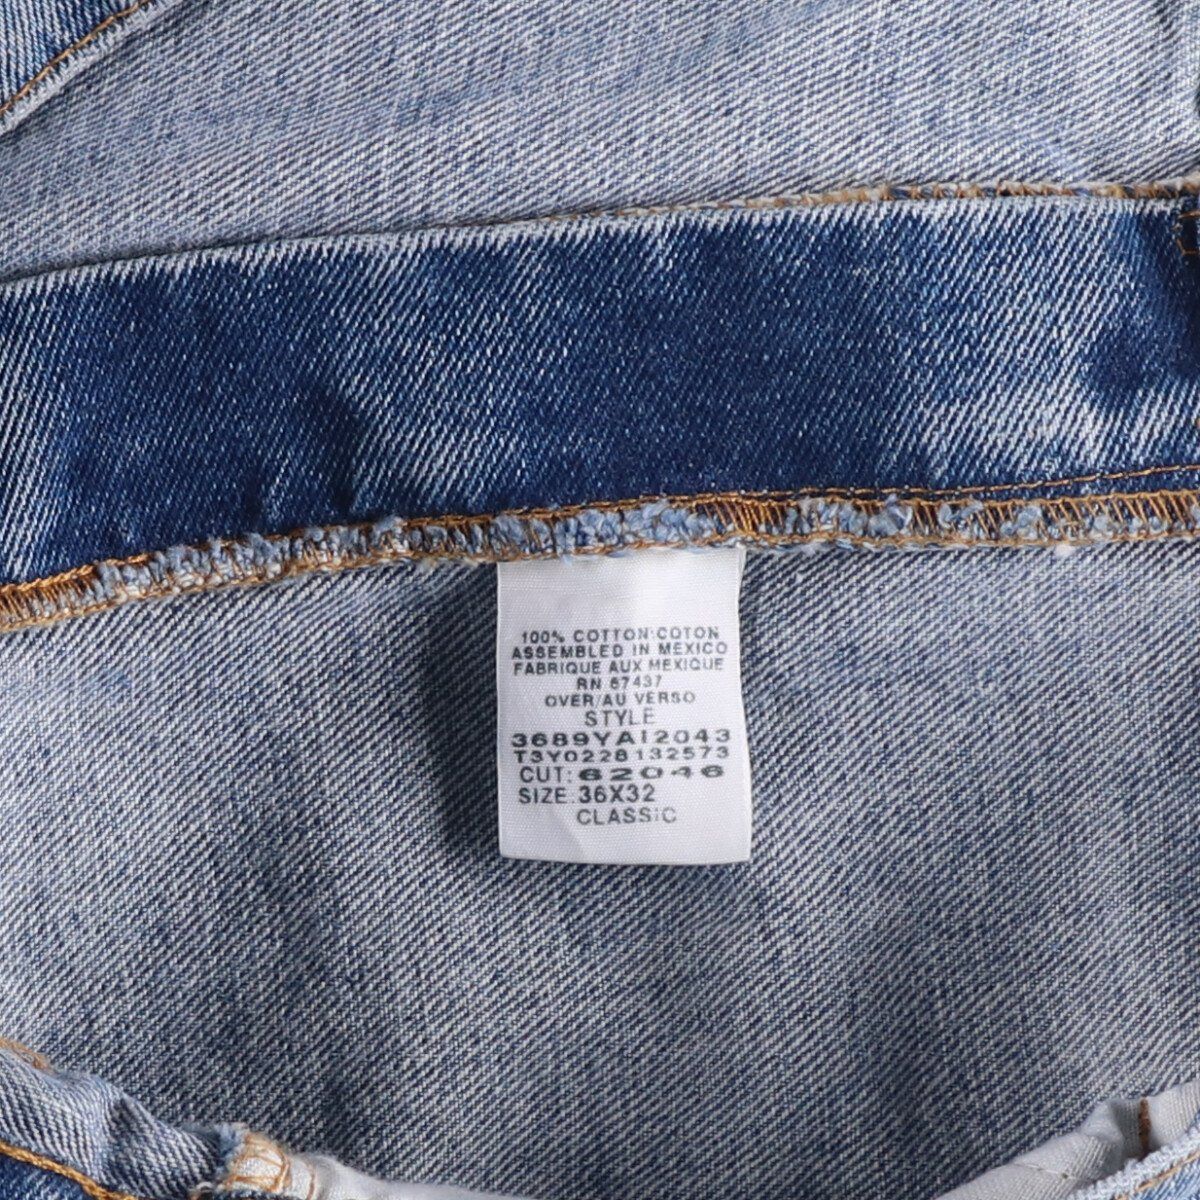 100% COTTON:COTON
ASSEMBLED IN MEXICO
FABRIQUE AUX MEXIQUE
RN 67437
OVER/AU VERSO
STYLE
3689YAI2043
T3Y0228132573
CUT: 62046
SIZE: 36X32
CLASSIC